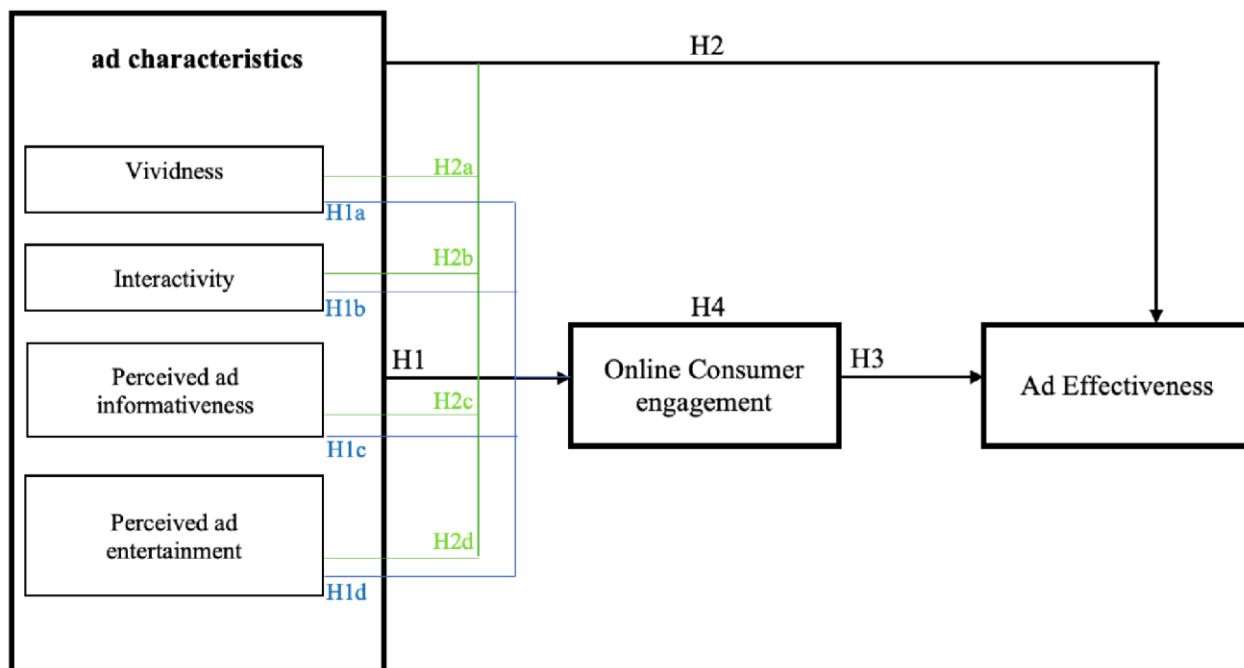 ad characteristics
H2
Vividness
H2a
H1a
Interactivity
H2b
H1b
H4
Perceived ad
informativeness
H1
H2c
H1c
Online Consumer
engagement
H3
Ad Effectiveness
Perceived ad
entertainment
H2d
H1d